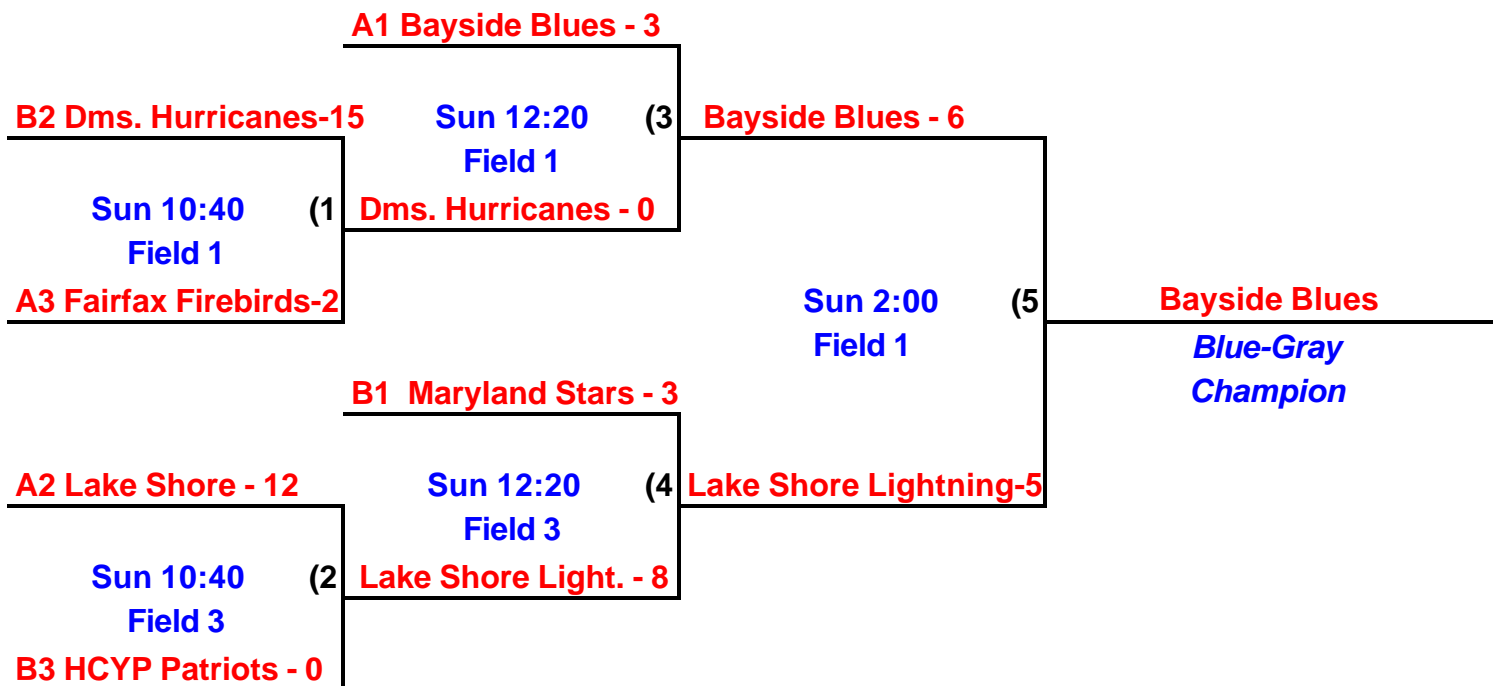 A1 Bayside Blues - 3
B2 Dms. Hurricanes-15
Sun 12:20 (3
Bayside Blues - 6
Field 1
Sun 10:40 (1
Dms. Hurricanes - 0
Field 1
A3 Fairfax Firebirds-2
Sun 2:00 (5
Bayside Blues
Field 1
Blue-Gray
Champion
B1 Maryland Stars - 3
A2 Lake Shore - 12
Sun 12:20 (4
Lake Shore Lightning-5
Field 3
Sun 10:40 (2
Lake Shore Light. - 8
Field 3
B3 HCYP Patriots - 0